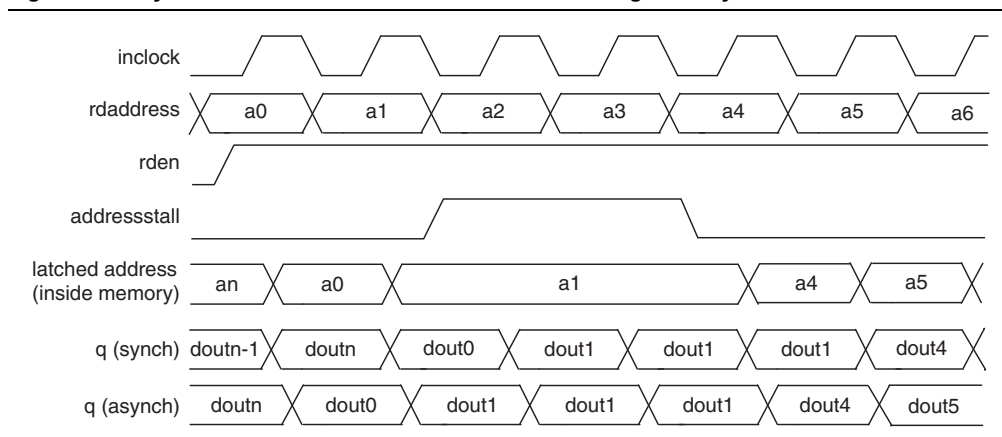 inclock
rdaddress a0 a1 a2 a3 a4 a5 a6
rden
addressstall
latched address
(inside memory) an a0 a1 a4 a5
q (synch) doutn-1 doutn dout0 dout1 dout1 dout1 dout4
q (asynch) doutn dout0 dout1 dout1 dout1 dout4 dout5